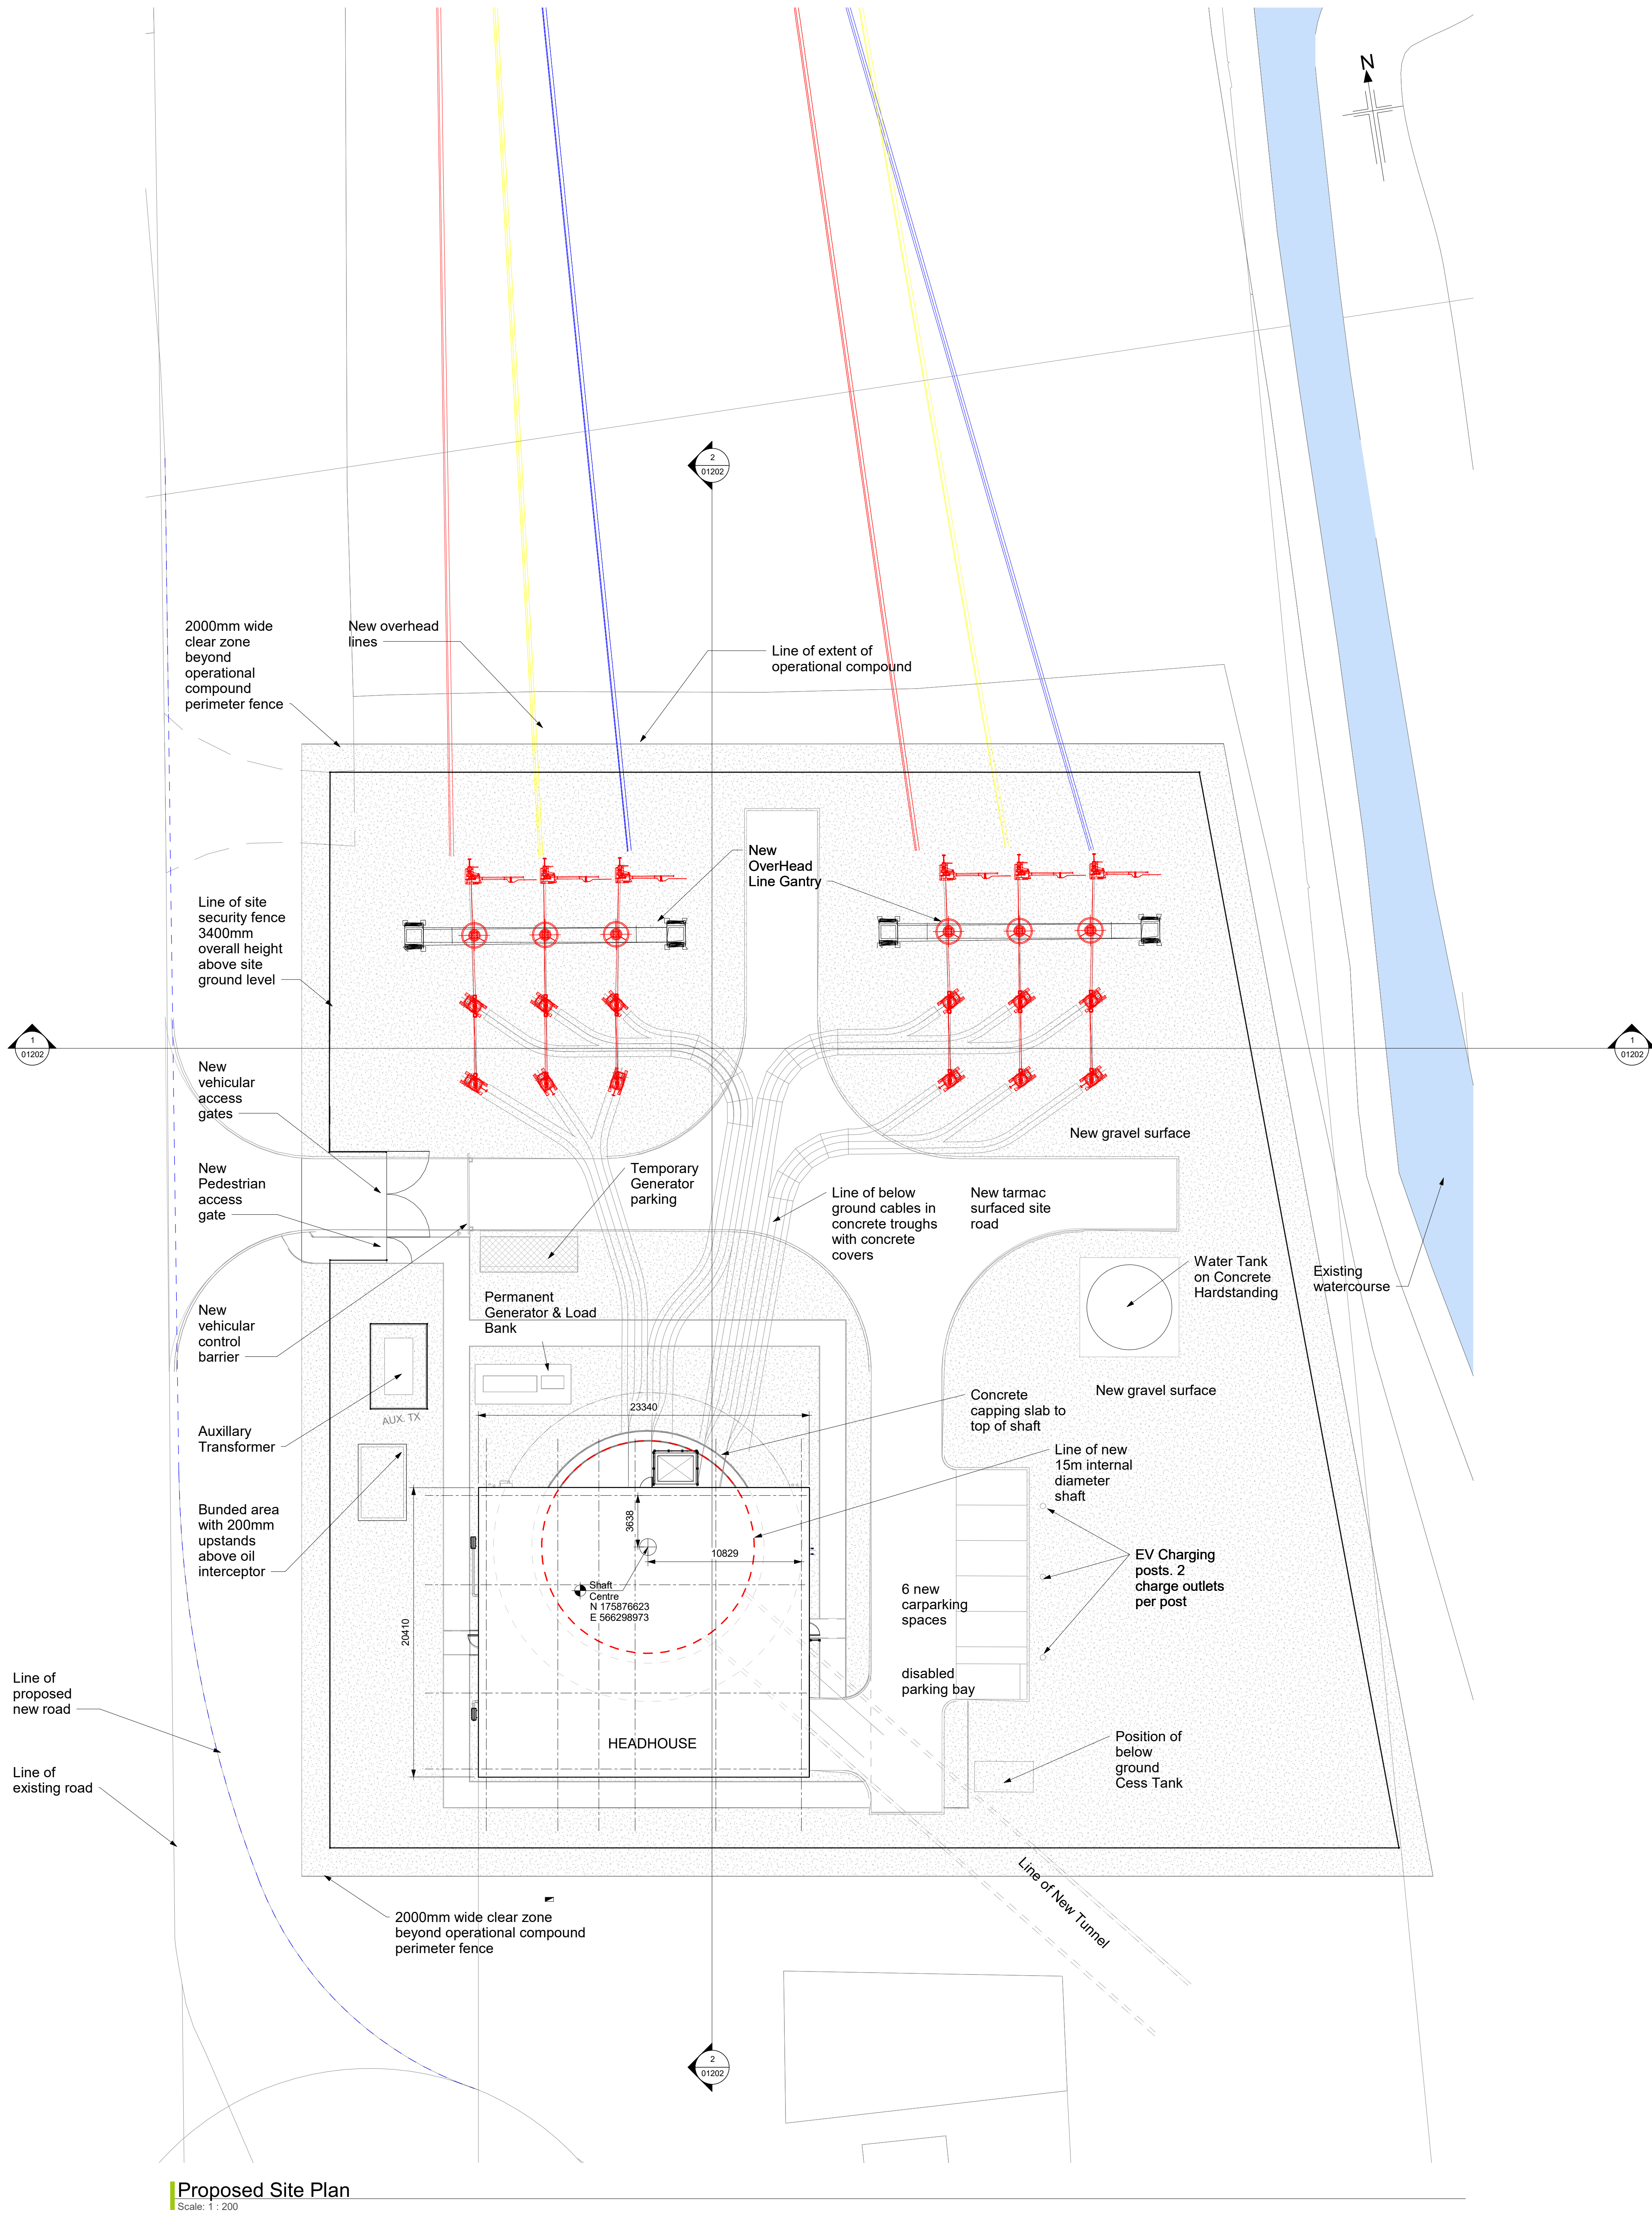 N
2
01202
2000mm wide
clear zone
beyond
operational
compound
perimeter fence
New overhead
lines
Line of extent of
operational compound
New
OverHead
Line Gantry
Line of site
security fence
3400mm
overall height
above site
ground level
1
01202
1
01202
New
vehicular
access
gates
New gravel surface
New
Pedestrian
access
gate
Temporary
Generator
parking
Line of below
ground cables in
concrete troughs
with concrete
covers
New tarmac
surfaced site
road
Water Tank
on Concrete
Hardstanding
Existing
watercourse
Permanent
Generator & Load
Bank
New
vehicular
control
barrier
New gravel surface
Concrete
capping slab to
top of shaft
23340
AUX. TX
Auxillary
Transformer
Line of new
15m internal
diameter
shaft
Bunded area
with 200mm
upstands
above oil
interceptor
3638
10829
EV Charging
posts. 2
charge outlets
per post
Shaft
Centre
N 175876623
E 566298973
6 new
carparking
spaces
20410
disabled
parking bay
Line of
proposed
new road
HEADHOUSE
Position of
below
ground
Cess Tank
Line of
existing road
Line of New Tunnel
2000mm wide clear zone
beyond operational compound
perimeter fence
2
01202
Proposed Site Plan
Scale: 1 : 200